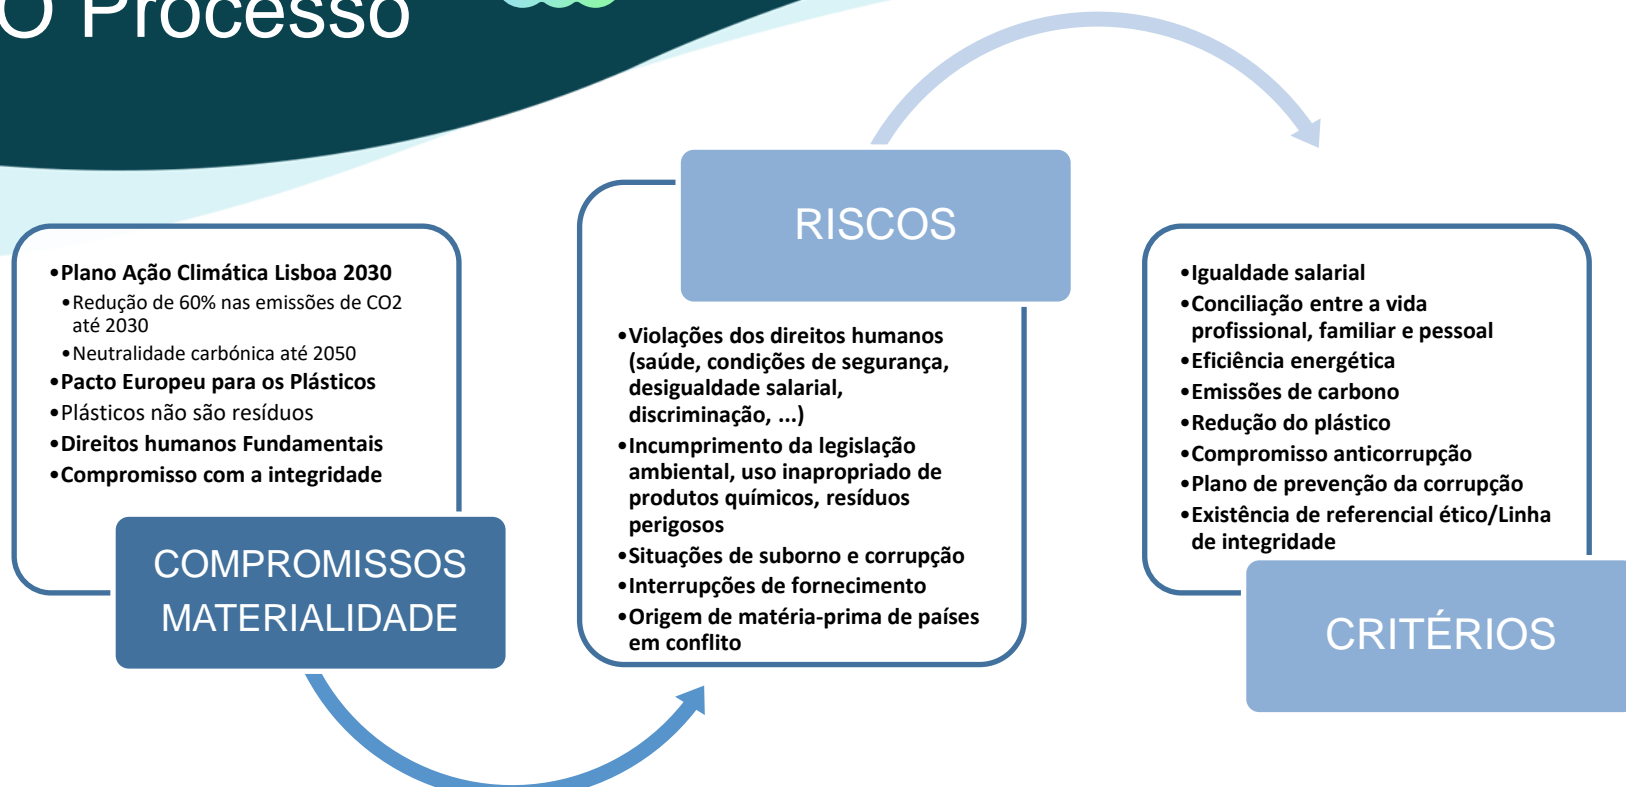 O Processo
•Plano Ação Climática Lisboa 2030
•Redução de 60% nas emissões de CO2
até 2030
•Neutralidade carbónica até 2050
•Pacto Europeu para os Plásticos
•Plásticos não são resíduos
•Direitos humanos Fundamentais
•Compromisso com a integridade
COMPROMISSOS
MATERIALIDADE
RISCOS
•Violações dos direitos humanos
(saúde, condições de segurança,
desigualdade salarial,
discriminação, ...)
•Incumprimento da legislação
ambiental, uso inapropriado de
produtos químicos, resíduos
perigosos
•Situações de suborno e corrupção
•Interrupções de fornecimento
•Origem de matéria-prima de países
em conflito
•Igualdade salarial
•Conciliação entre a vida
profissional, familiar e pessoal
•Eficiência energética
•Emissões de carbono
•Redução do plástico
•Compromisso anticorrupção
•Plano de prevenção da corrupção
•Existência de referencial ético/Linha
de integridade
CRITÉRIOS